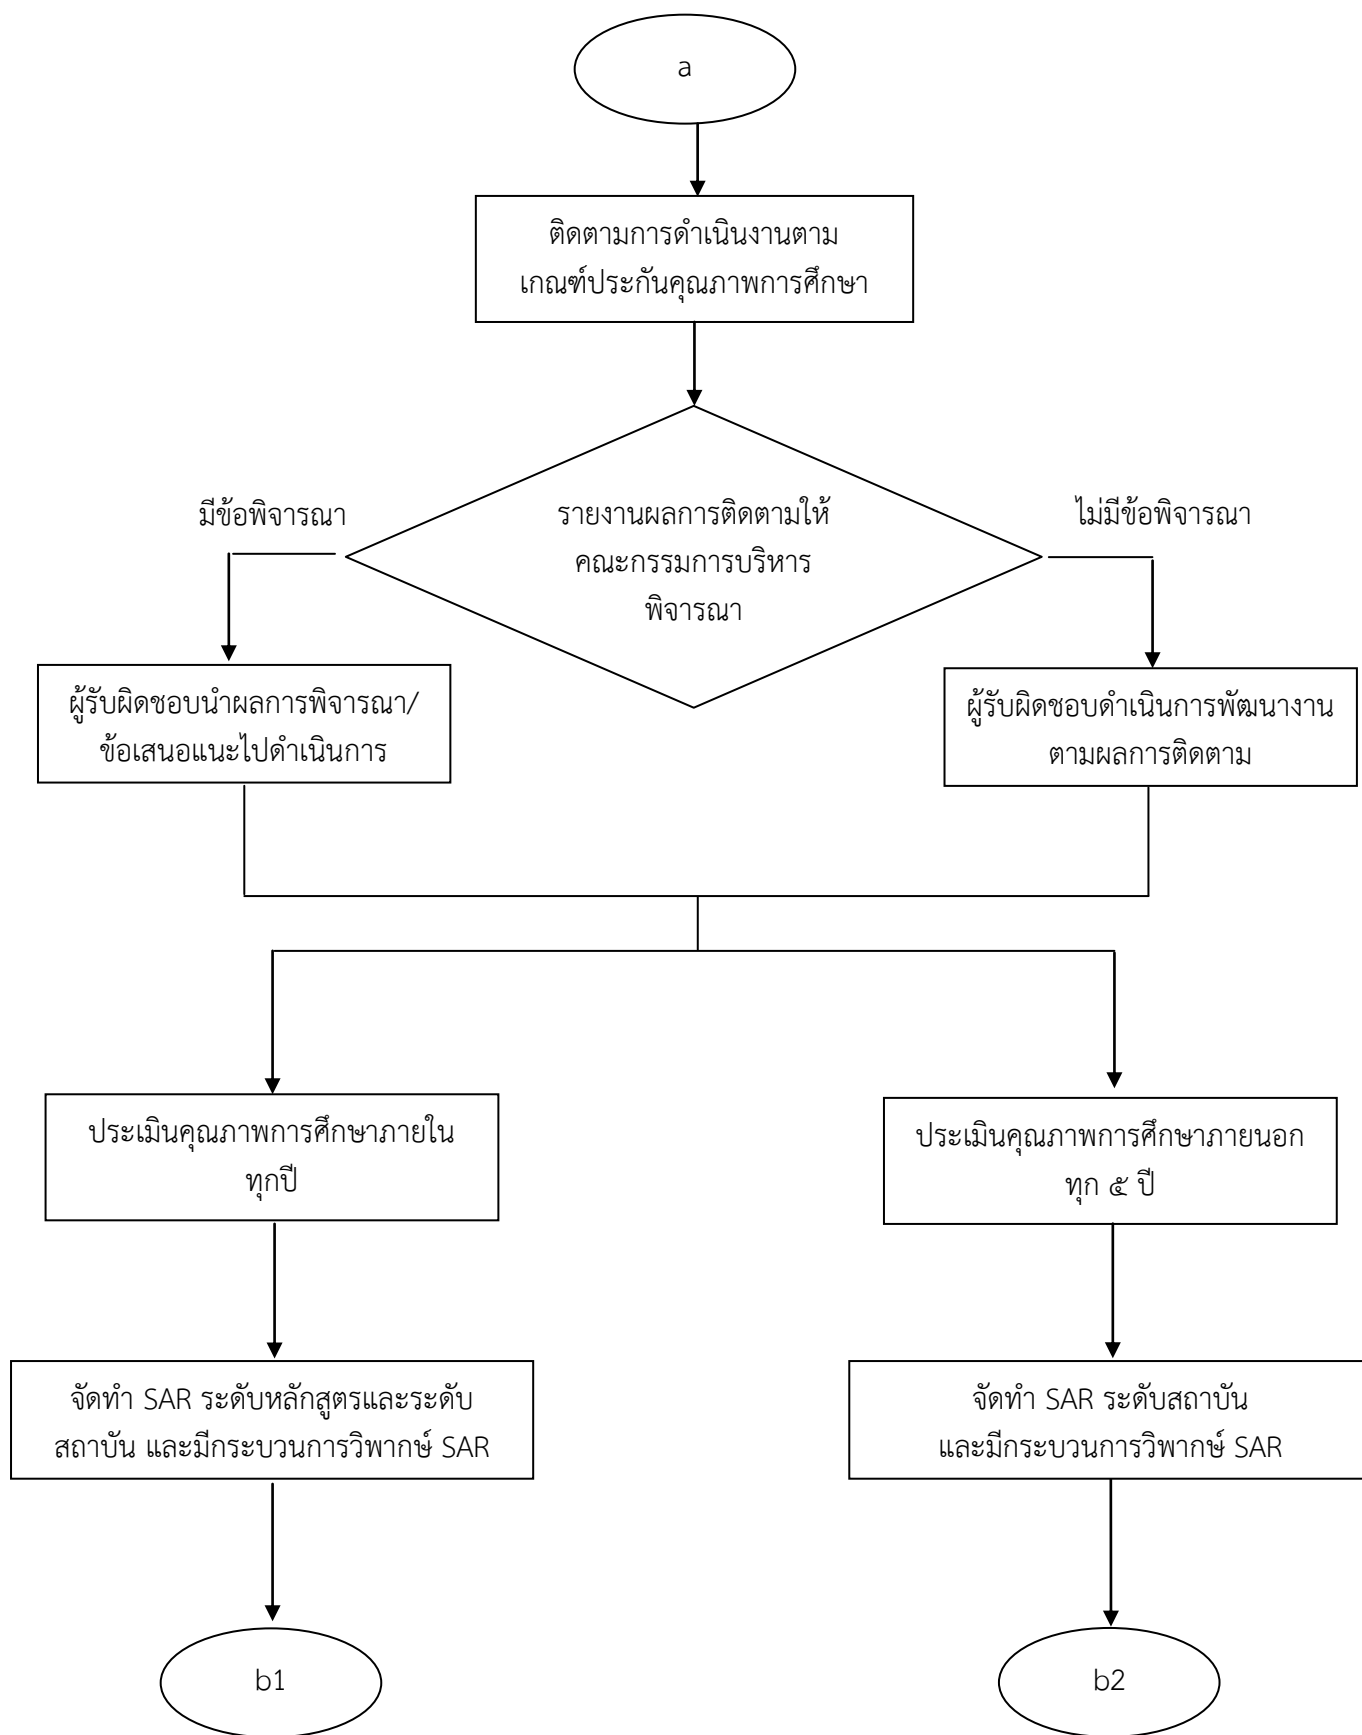 a
ติดตามการดำเนินงานตาม
เกณฑ์ประกันคุณภาพการศึกษา
มีข้อพิจารณา
รายงานผลการติดตามให้
คณะกรรมการบริหาร
พิจารณา
ไม่มีข้อพิจารณา
ผู้รับผิดชอบนำผลการพิจารณา/
ข้อเสนอแนะไปดำเนินการ
ผู้รับผิดชอบดำเนินการพัฒนางาน
ตามผลการติดตาม
ประเมินคุณภาพการศึกษาภายใน
ทุกปี
ประเมินคุณภาพการศึกษาภายนอก
ทุก ๕ ปี
จัดทำ SAR ระดับหลักสูตรและระดับ
สถาบัน และมีกระบวนการวิพากษ์ SAR
จัดทำ SAR ระดับสถาบัน
และมีกระบวนการวิพากษ์ SAR
b1
b2